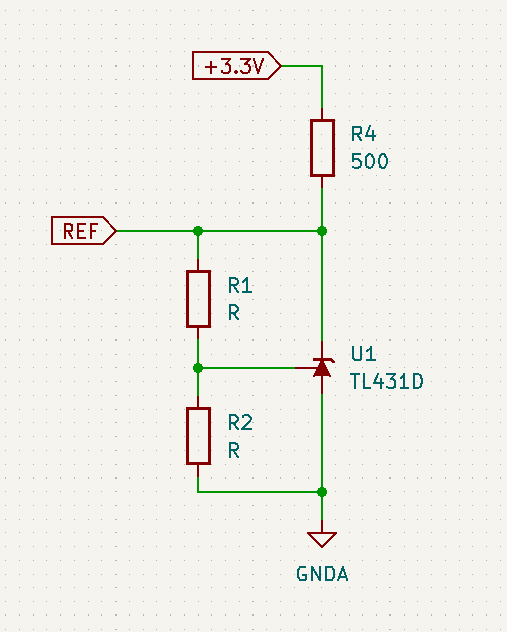 +3.3V
R4
500
REF
R1
R
U1
TL431D
R2
R
GNDA